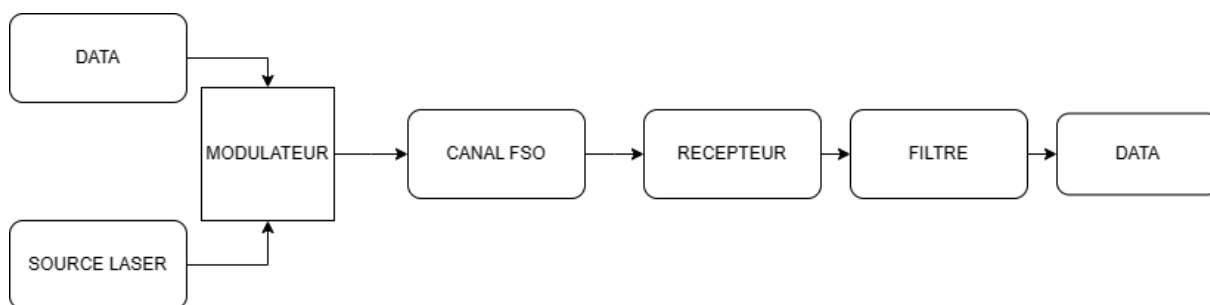 DATA
MODULATEUR
CANAL FSO
RECEPTEUR
FILTRE
DATA
SOURCE LASER